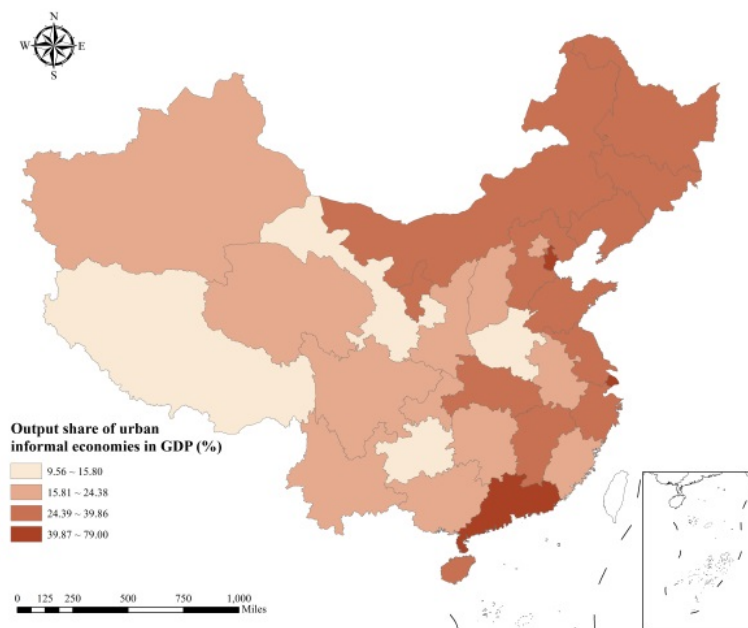 N
W E
S
Output share of urban
informal economies in GDP (%)
9.56 ~ 15.80
15.81 ~ 24.38
24.39 ~ 39.86
39.87 ~ 79.00
0 125 250 500 750 1,000
Miles